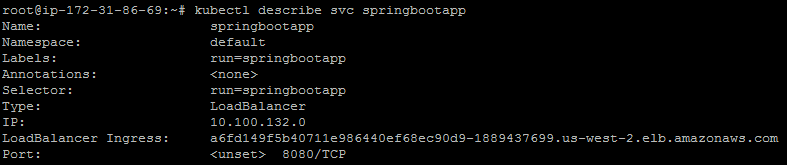 root@ip-172-31-86-69:~# kubectl describe svc springbootapp
Name: springbootapp
Namespace: default
Labels: run=springbootapp
Annotations: <none>
Selector: run=springbootapp
Type: LoadBalancer
IP: 10.100.132.0
LoadBalancer Ingress: a6fd149f5b40711e986440ef68ec90d9-1889437699.us-west-2.elb.amazonaws.com
Port: <unset> 8080/TCP